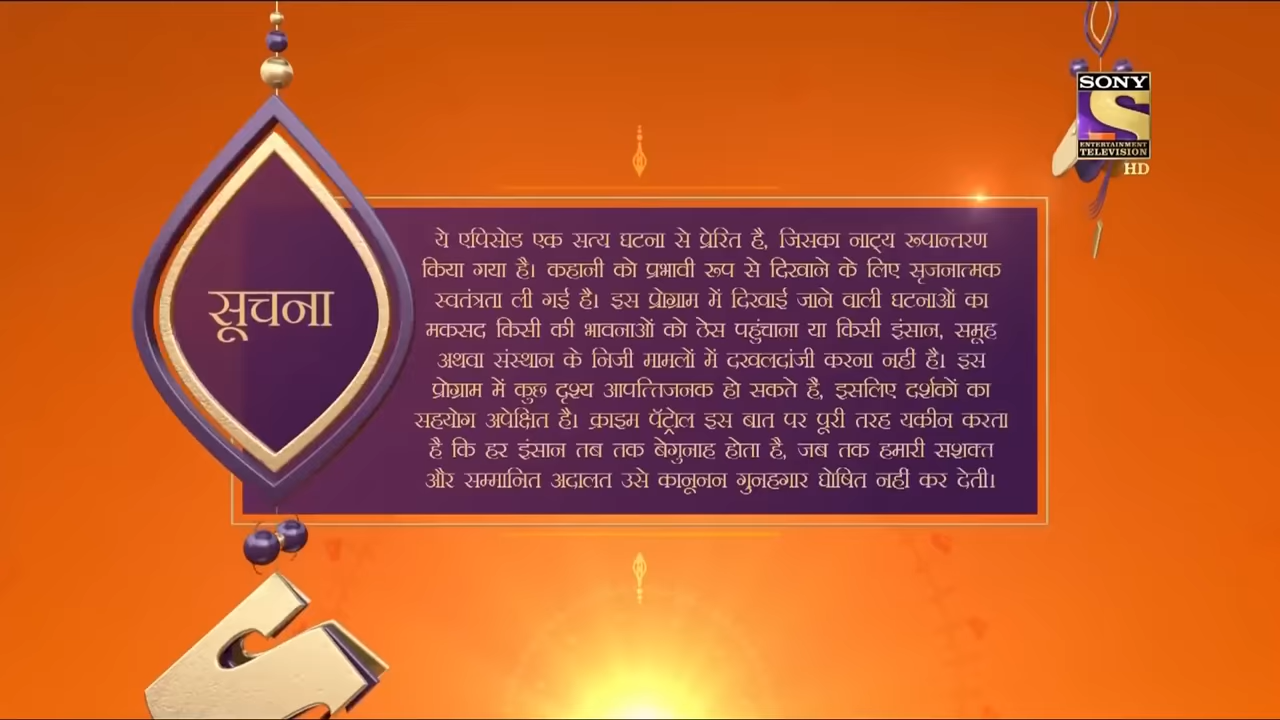 सूचना
ये एपिसोड एक सत्य घटना से प्रेरित है, जिसका नाट्य रूपान्तरण
किया गया है। कहानी को प्रभावी रूप से दिखाने के लिए सृजनात्मक
स्वतंत्रता ली गई है। इस प्रोग्राम में दिखाई जाने वाली घटनाओं का
मकसद किसी की भावनाओं को ठेस पहुंचाना या किसी इंसान, समूह
अथवा संस्थान के निजी मामलों में दखलदांजी करना नहीं है। इस
प्रोग्राम में कुछ दृश्य आपत्तिजनक हो सकते हैं, इसलिए दर्शकों का
सहयोग अपेक्षित है। क्राइम पॅट्रोल इस बात पर पूरी तरह यकीन करता
है कि हर इंसान तब तक बेगुनाह होता है, जब तक हमारी सशक्त
और सम्मानित अदालत उसे कानूनन गुनहगार घोषित नहीं कर देती।
SONY
ENTERTAINMENT
TELEVISION
HD